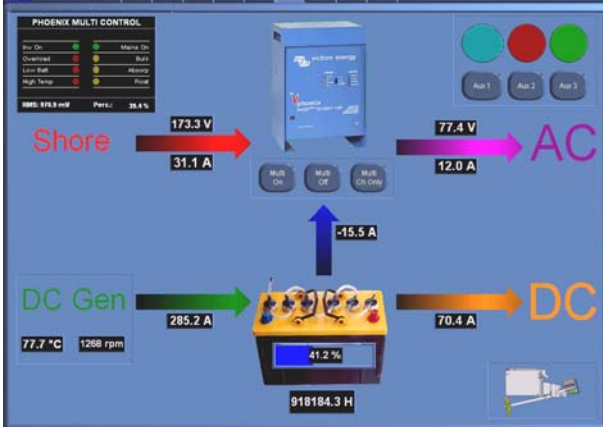 PHOENIX MULTI CONTROL
Inv On Mains On
Overload Bulk
Low Batt Absorp
High Temp Float
Perc.: 39.4 %
Aux 1 Aux 2 Aux 3
victron energy
Shore
173.3 V
31.1 A
77.4 V
12.0 A
AC
Multi On
Multi Off
Multi Ch Only
-15.5 A
DC Gen
77.7 °C 1268 rpm
285.2 A
41.2 %
918184.3 H
70.4 A
DC